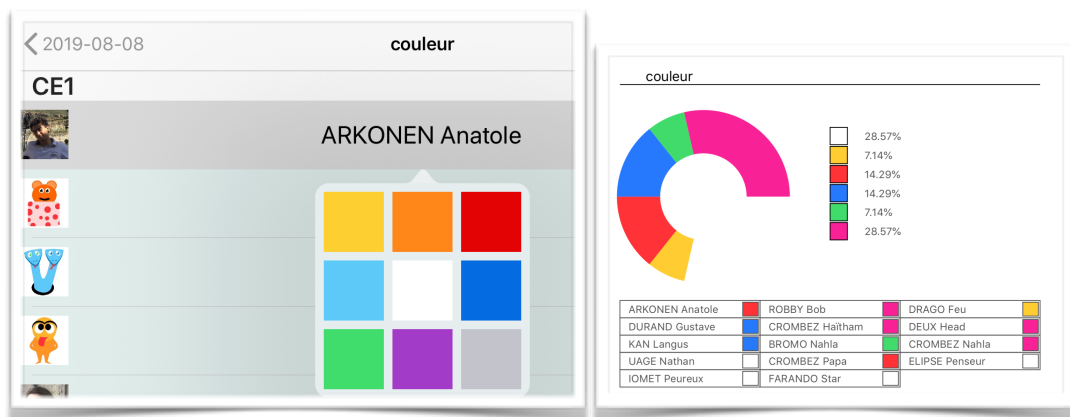 2019-08-08 couleur
CE1
ARKONEN Anatole
couleur
28.57%
7.14%
14.29%
14.29%
7.14%
28.57%
ARKONEN Anatole ROBBY Bob DRAGO Feu
DURAND Gustave CROMBEZ Haïtham DEUX Head
KAN Langus BROMO Nahla CROMBEZ Nahla
UAGE Nathan CROMBEZ Papa ELIPSE Penseur
IOMET Peureux FARANDO Star